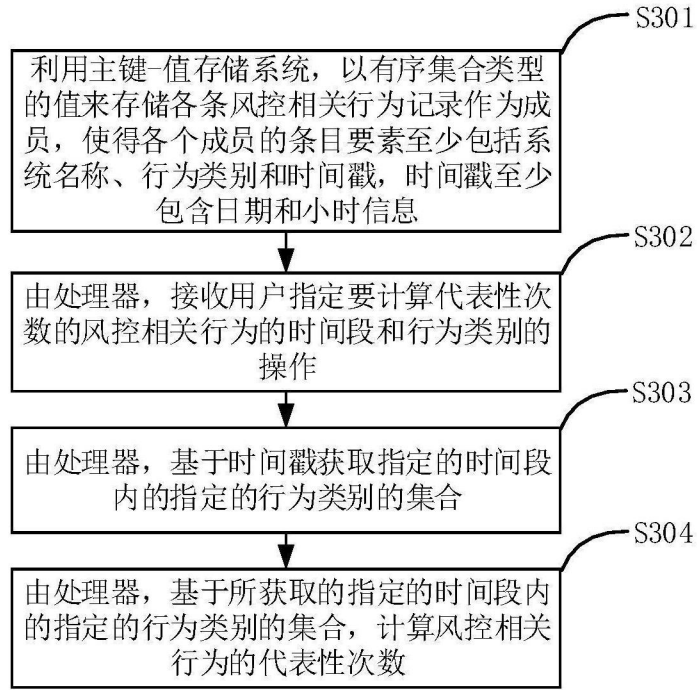 S301
利用主键-值存储系统，以有序集合类型
的值来存储各条风控相关行为记录作为成
员，使得各个成员的条目要素至少包括系
统名称、行为类别和时间戳，时间戳至少
包含日期和小时信息
S302
由处理器，接收用户指定要计算代表性次
数的风控相关行为的时间段和行为类别的
操作
S303
由处理器，基于时间戳获取指定的时间段
内的指定的行为类别的集合
S304
由处理器，基于所获取的指定的时间段内
的指定的行为类别的集合，计算风控相关
行为的代表性次数